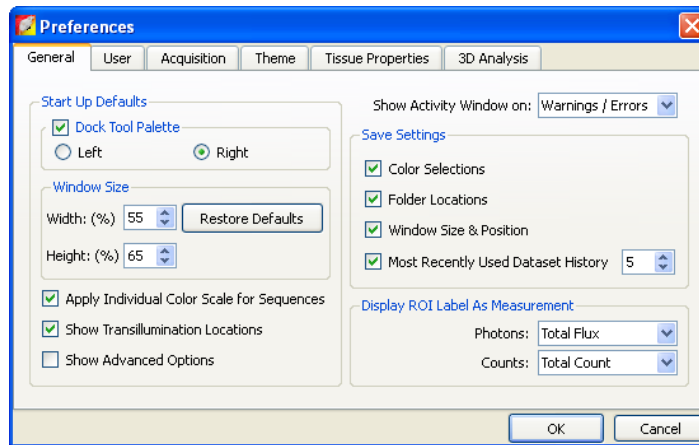 Preferences
General User Acquisition Theme Tissue Properties 3D Analysis
Start Up Defaults
Dock Tool Palette
Left Right
Window Size
Width: (%) 55 Restore Defaults
Height: (%) 65
Apply Individual Color Scale for Sequences
Show Transillumination Locations
Show Advanced Options
Show Activity Window on: Warnings / Errors
Save Settings
Color Selections
Folder Locations
Window Size & Position
Most Recently Used Dataset History 5
Display ROI Label As Measurement
Photons: Total Flux
Counts: Total Count
OK Cancel